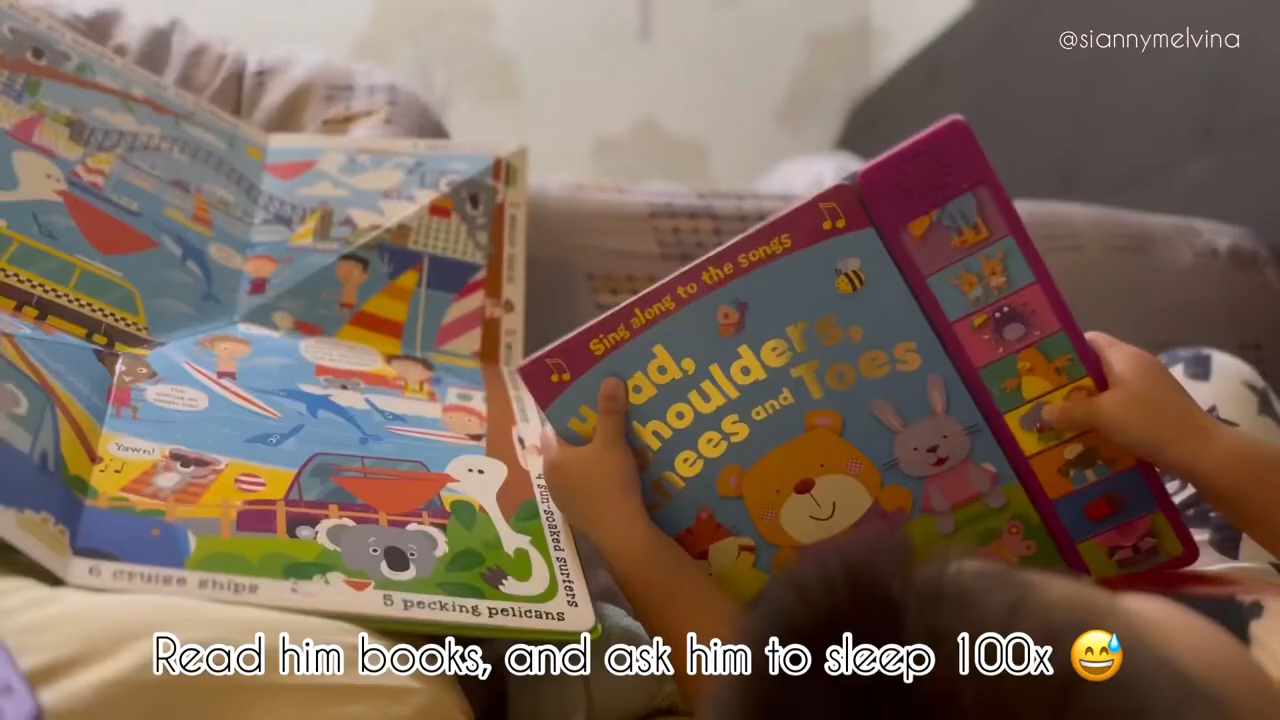 @siannymelvina
Sing along to the songs
ad,
houlders,
nees and Toes
Yawn!
6 cruise ships
5 pecking pelicans
4 sun-soaked surfers
Read him books, and ask him to sleep 100x 😅